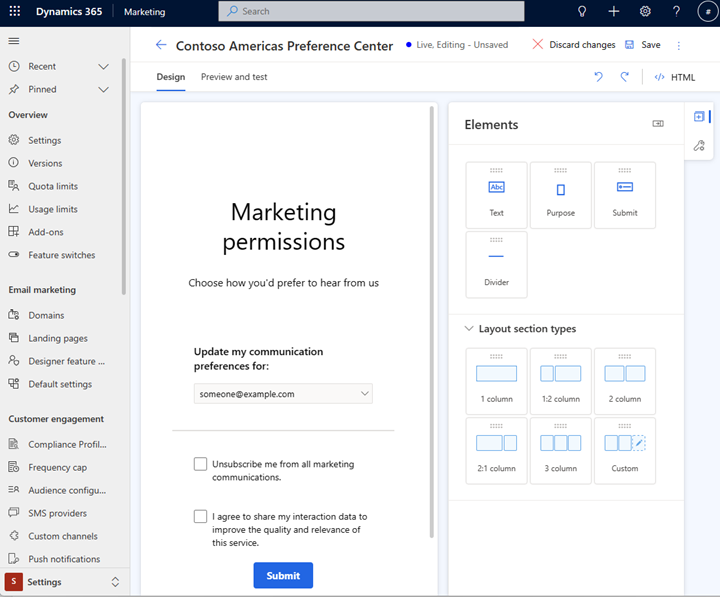 Dynamics 365 Marketing Search ?  #
Contoso Americas Preference Center Live, Editing - Unsaved Discard changes Save
Design Preview and test HTML
Recent
Pinned
Overview
Settings
Versions
Quota limits
Usage limits
Add-ons
Feature switches
Email marketing
Domains
Landing pages
Designer feature ...
Default settings
Customer engagement
Compliance Profil...
Frequency cap
Audience configu...
SMS providers
Custom channels
Push notifications
S Settings
Marketing
permissions
Choose how you'd prefer to hear from us
Update my communication
preferences for:
someone@example.com
Unsubscribe me from all marketing
communications.
I agree to share my interaction data to
improve the quality and relevance of
this service.
Submit
Elements
Abc
Text Purpose Submit
Divider
Layout section types
1 column 1:2 column 2 column
2:1 column 3 column Custom